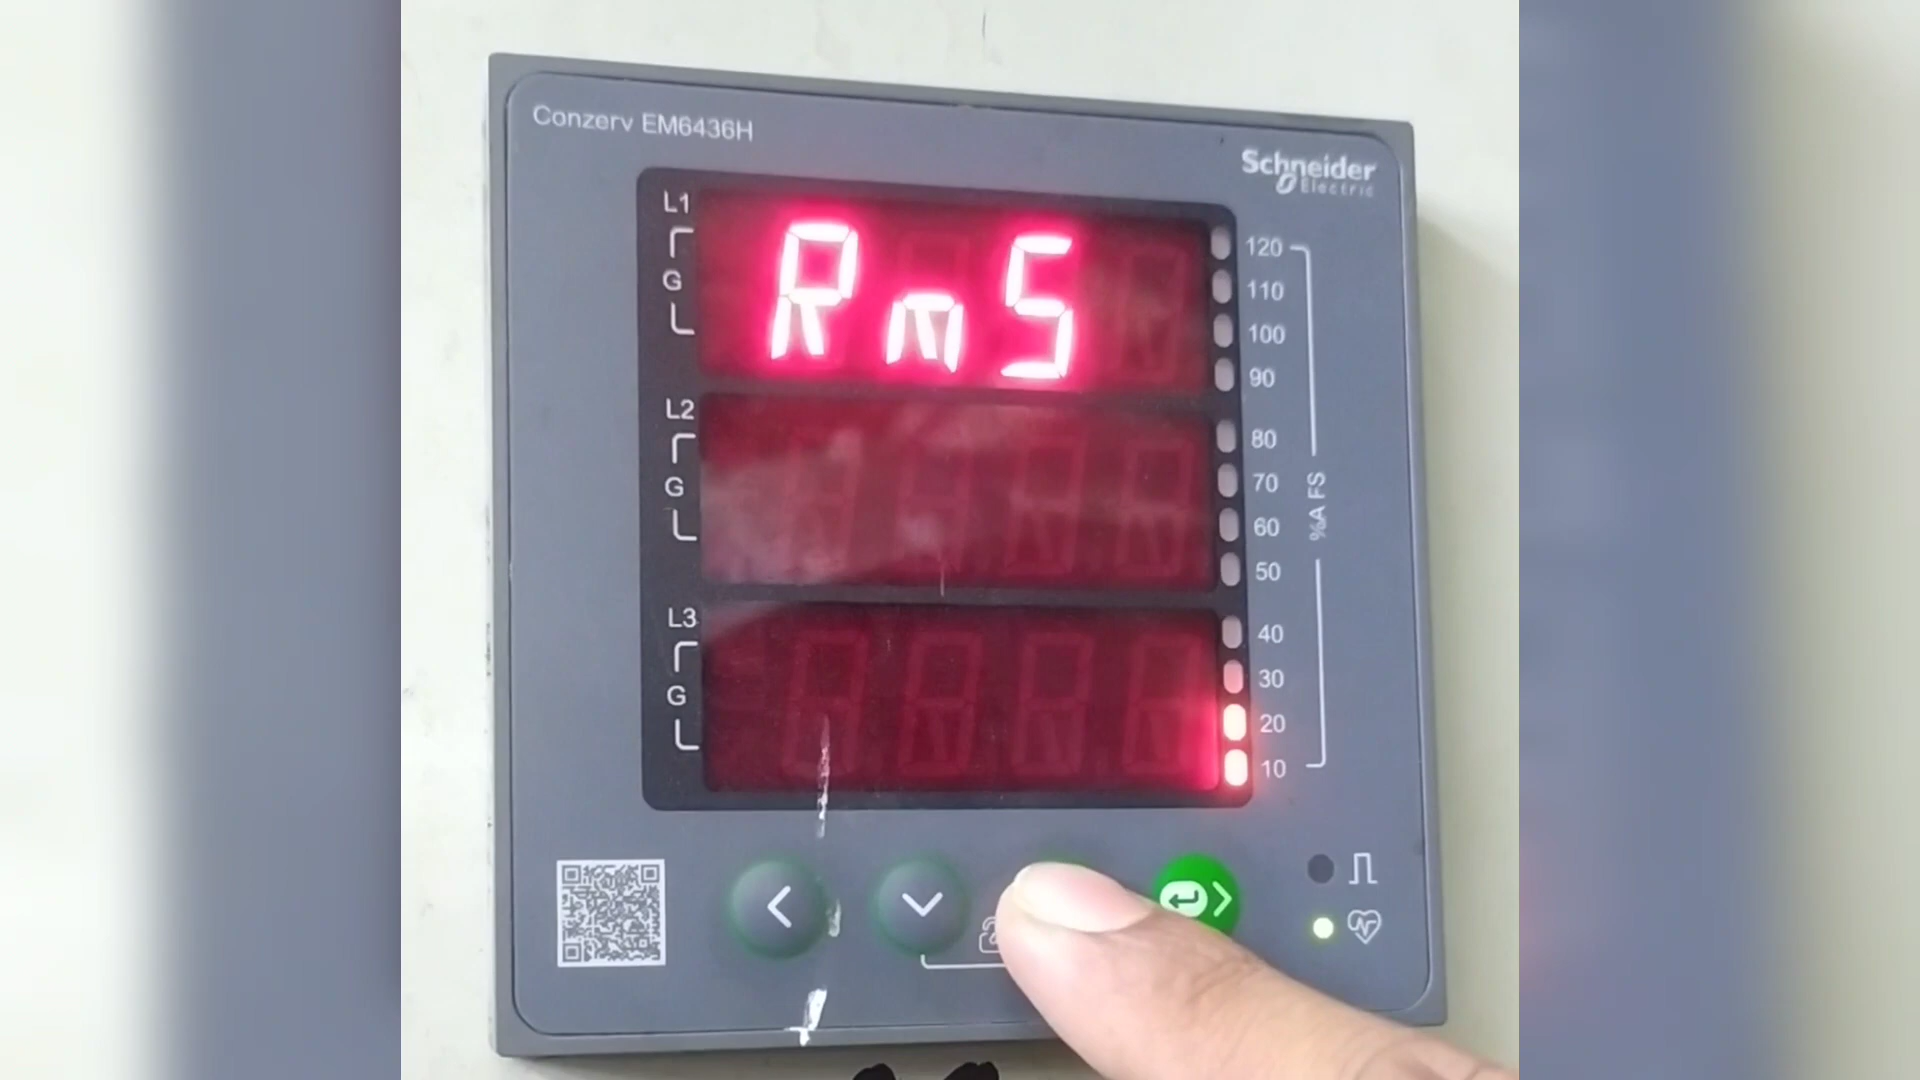 Conzerv EM6436H
Schneider
Electric
L1
G
RmS
L2
G
L3
G
120
110
100
90
80
70
60
50
40
30
20
10
%A FS